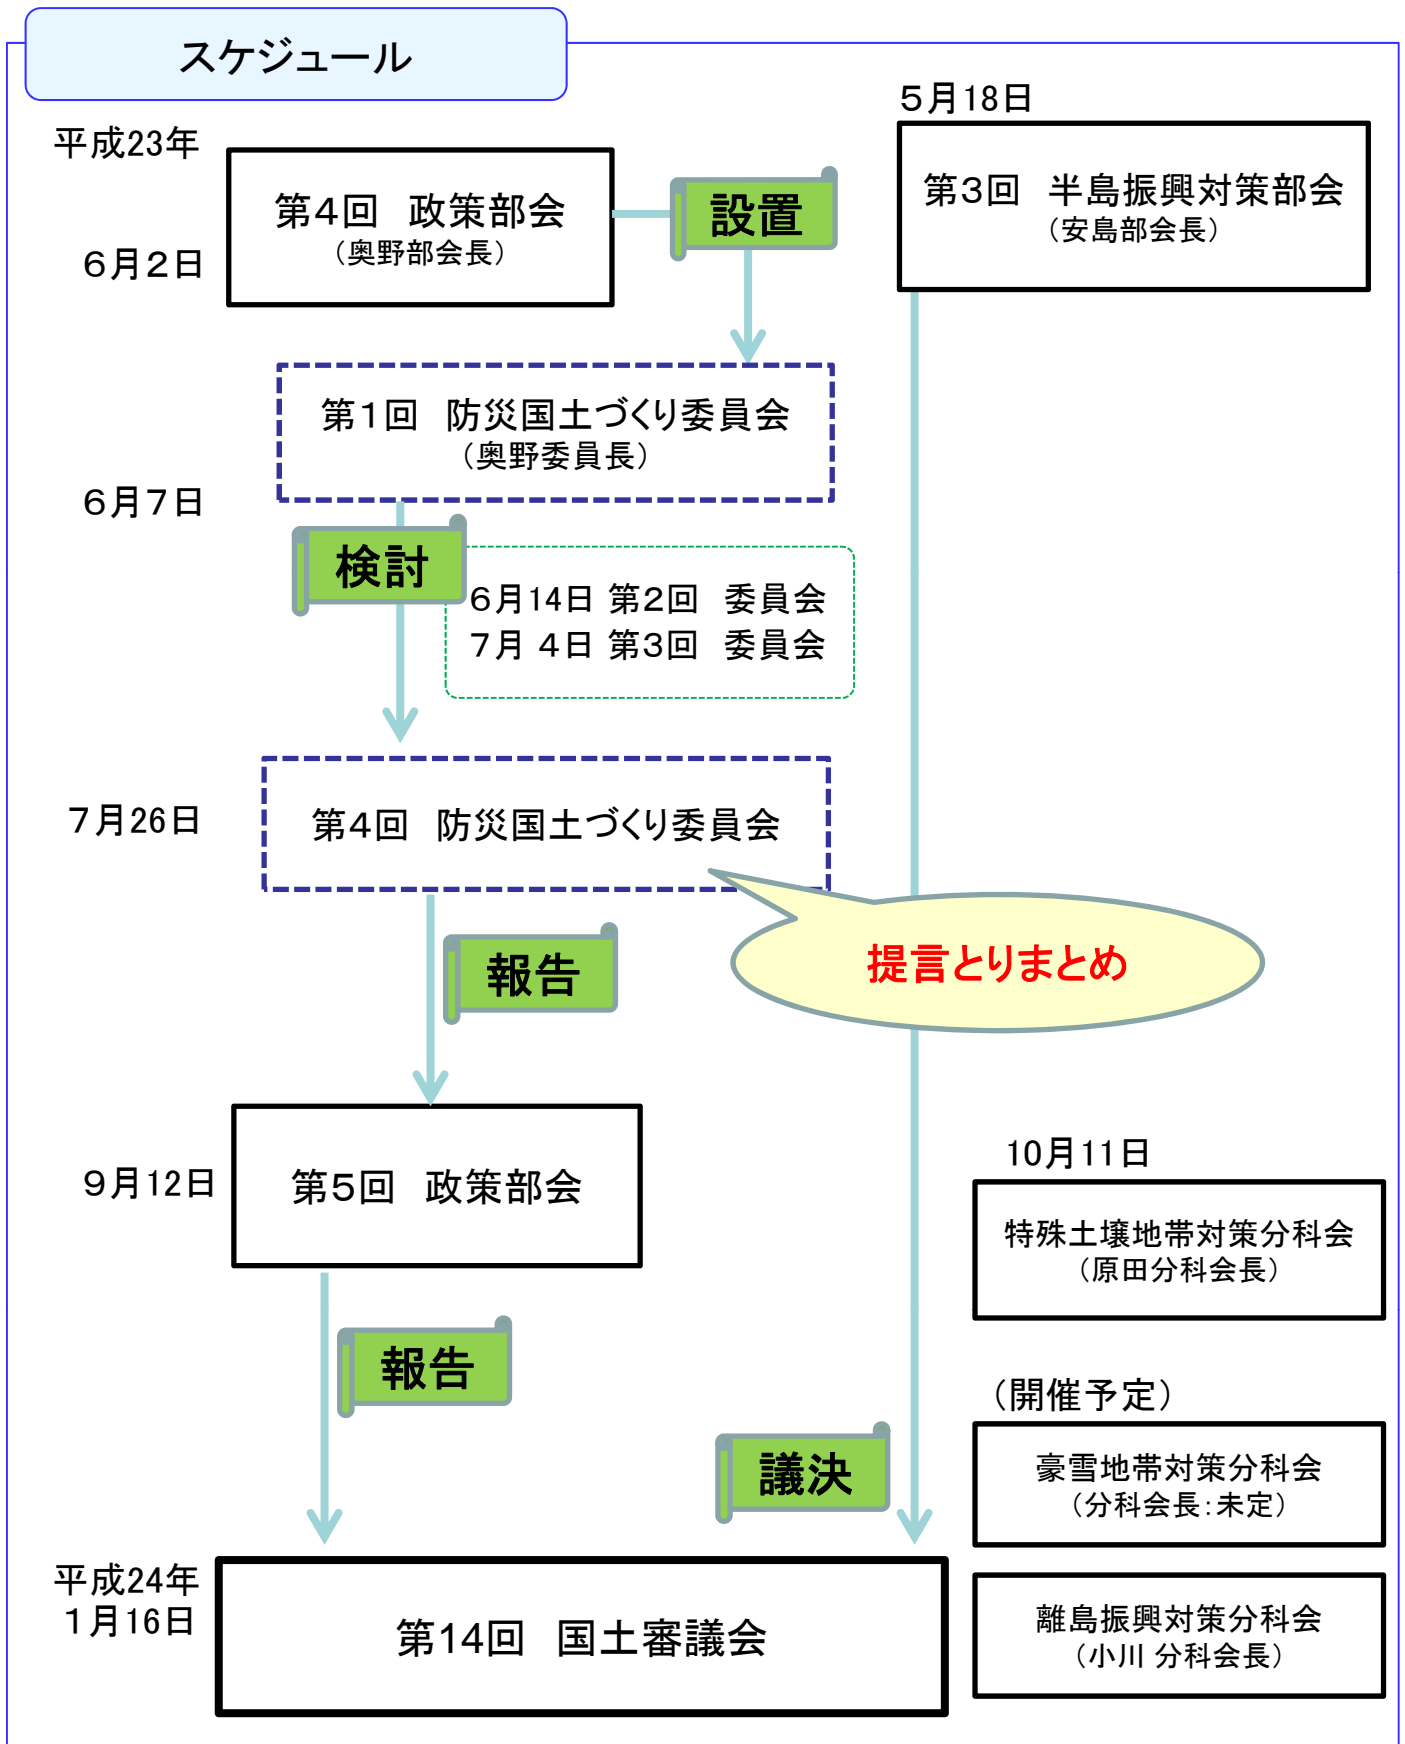 スケジュール
5月18日
平成23年
第4回　政策部会
（奥野部会長）
6月2日
設置
第3回　半島振興対策部会
（安島部会長）
第1回　防災国土づくり委員会
（奥野委員長）
6月7日
検討
6月14日 第2回　委員会
7月 4日 第3回　委員会
7月26日
第4回　防災国土づくり委員会
提言とりまとめ
報告
9月12日
第5回　政策部会
10月11日
特殊土壌地帯対策分科会
（原田分科会長）
報告
（開催予定）
議決
豪雪地帯対策分科会
（分科会長：未定）
平成24年
1月16日
第14回　国土審議会
離島振興対策分科会
（小川 分科会長）